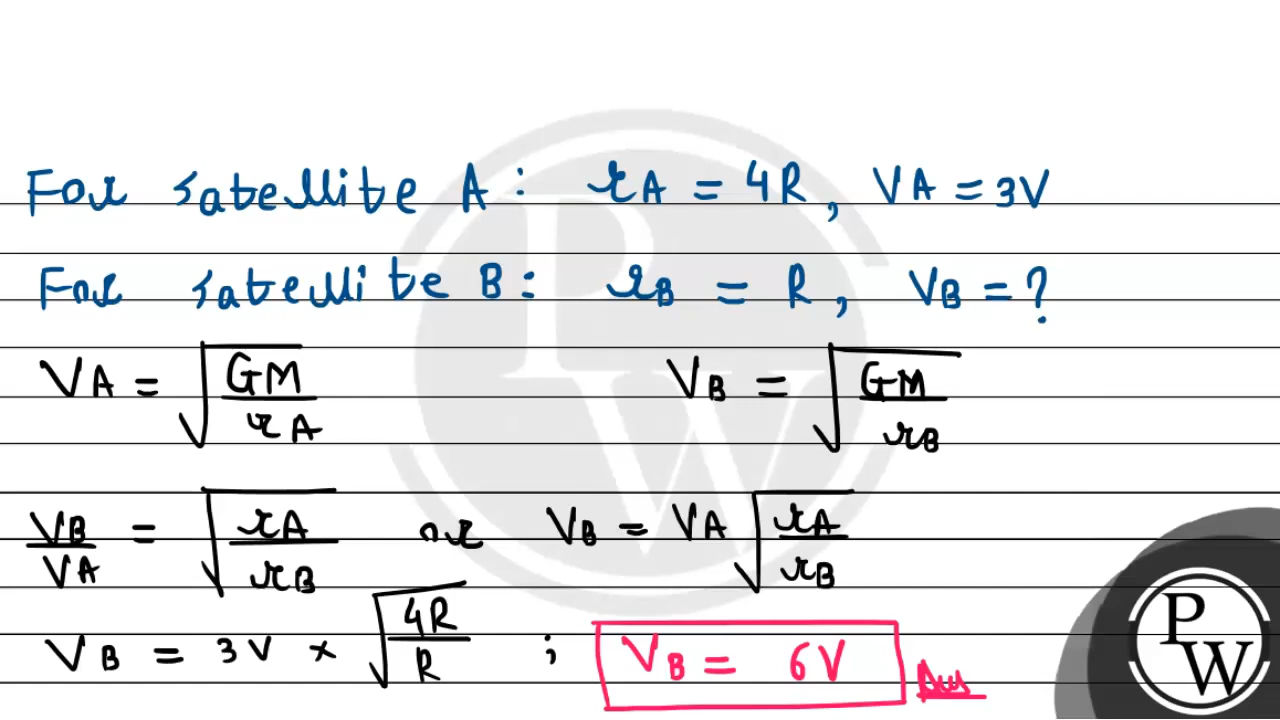 For satellite A: rA = 4R, VA = 3V
For satellite B: rB = R, VB = ?
VA = √(GM/rA) VB = √(GM/rB)
VB/VA = √(rA/rB) or VB = VA √(rA/rB)
VB = 3V × √(4R/R) ; VB = 6V Ans
PW
PW